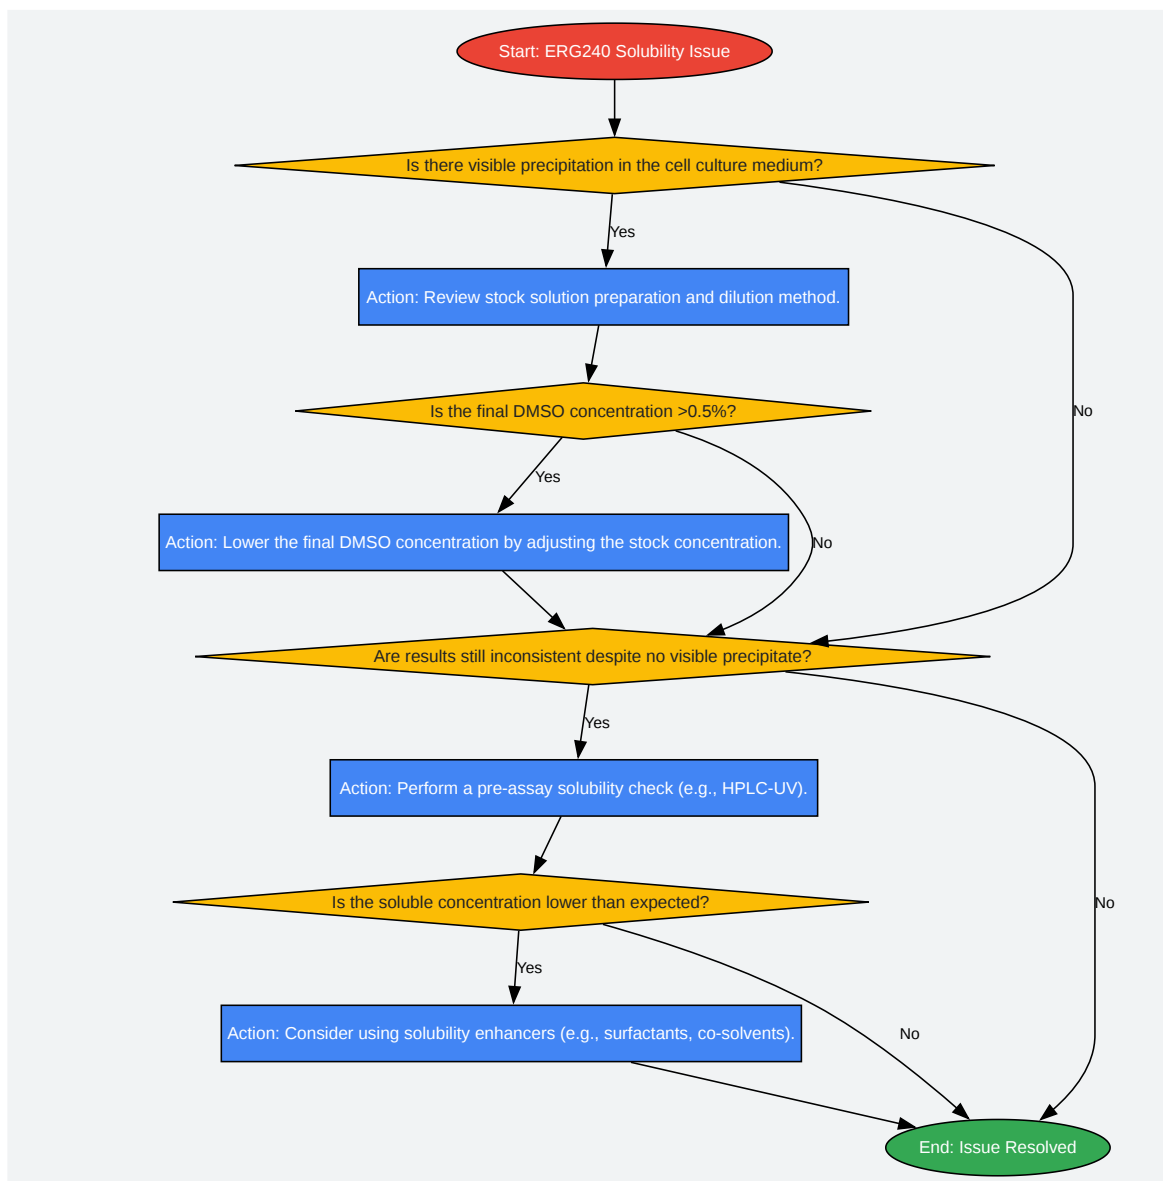 Start: ERG240 Solubility Issue
Is there visible precipitation in the cell culture medium?
Yes
Action: Review stock solution preparation and dilution method.
No
Is the final DMSO concentration >0.5%?
Yes
Action: Lower the final DMSO concentration by adjusting the stock concentration.
No
Are results still inconsistent despite no visible precipitate?
Yes
Action: Perform a pre-assay solubility check (e.g., HPLC-UV).
No
Is the soluble concentration lower than expected?
Yes
Action: Consider using solubility enhancers (e.g., surfactants, co-solvents).
No
End: Issue Resolved